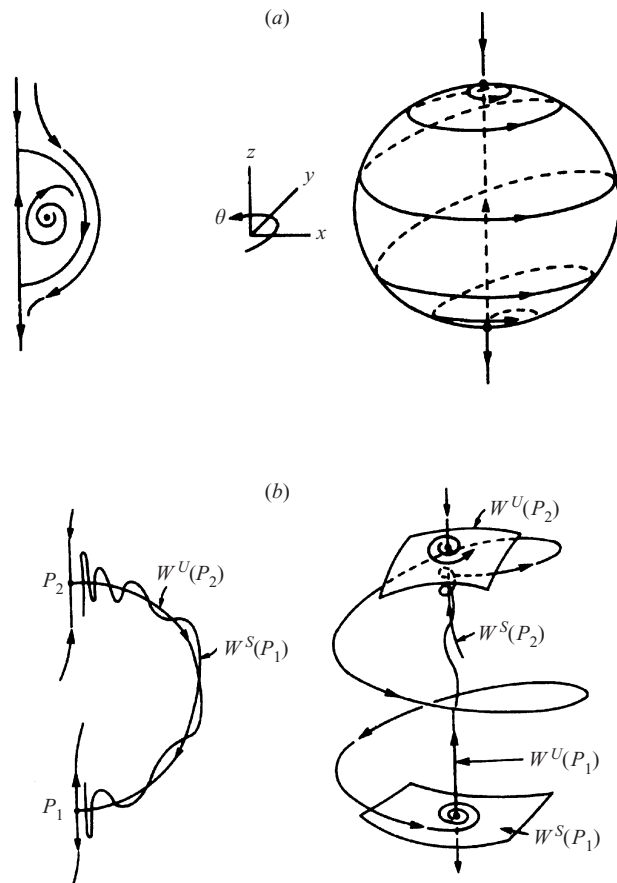 (a)
z
y
θ
x
(b)
W^U(P_2)
P_2
W^U(P_2)
W^S(P_1)
W^S(P_2)
W^U(P_1)
P_1
W^S(P_1)